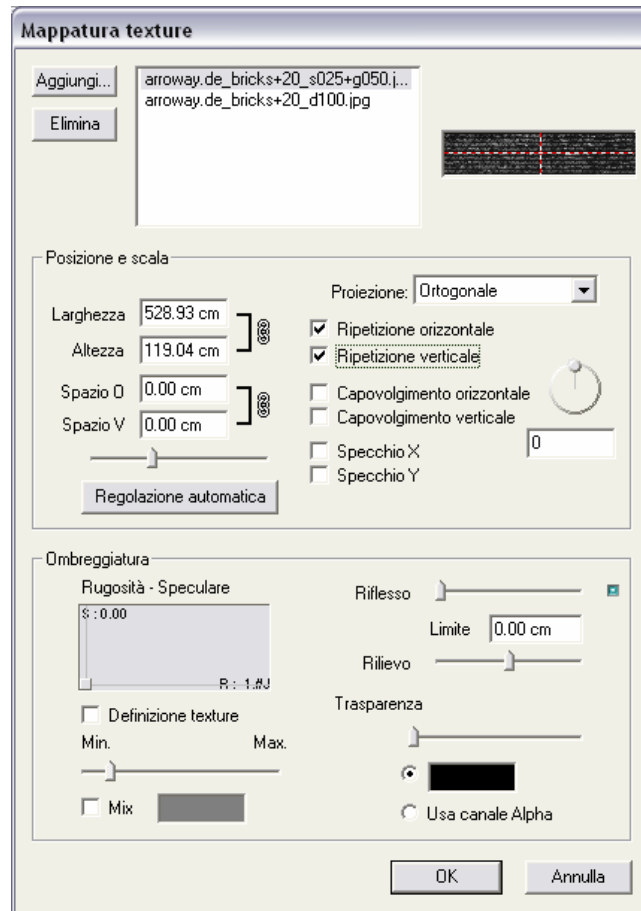 Mappatura texture
Aggiungi...
Elimina
arroway.de_bricks+20_s025+g050.j...
arroway.de_bricks+20_d100.jpg
Posizione e scala
Larghezza 528.93 cm
Altezza 119.04 cm
Spazio O 0.00 cm
Spazio V 0.00 cm
Regolazione automatica
Proiezione: Ortogonale
Ripetizione orizzontale
Ripetizione verticale
Capovolgimento orizzontale
Capovolgimento verticale
Specchio X
Specchio Y
0
Ombreggiatura
Rugosità - Speculare
S : 0.00
R : -1.#J
Definizione texture
Min. Max.
Mix
Riflesso
Limite 0.00 cm
Rilievo
Trasparenza
Usa canale Alpha
OK Annulla